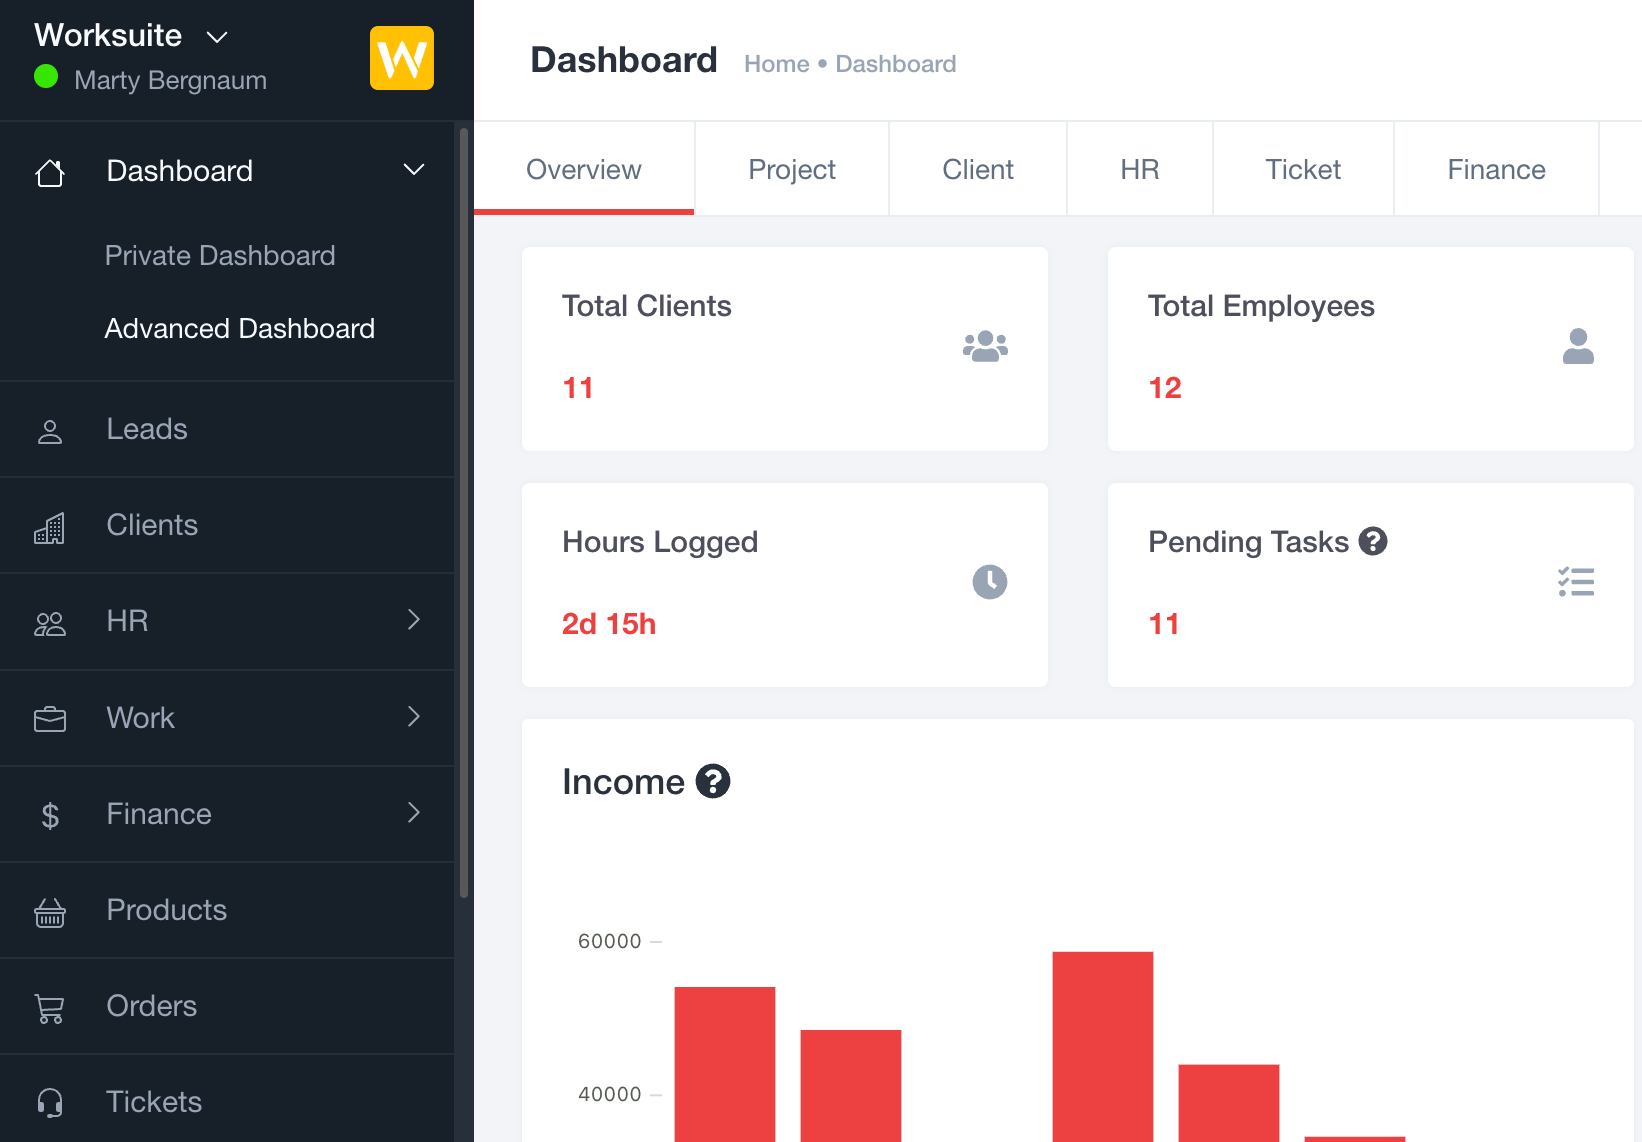 Worksuite
W
Marty Bergnaum
Dashboard
Private Dashboard
Advanced Dashboard
Leads
Clients
HR
Work
$ Finance
Products
Orders
Tickets
Dashboard Home • Dashboard
Overview Project Client HR Ticket Finance
Total Clients
11
Total Employees
12
Hours Logged
2d 15h
Pending Tasks ?
11
Income ?
60000
40000